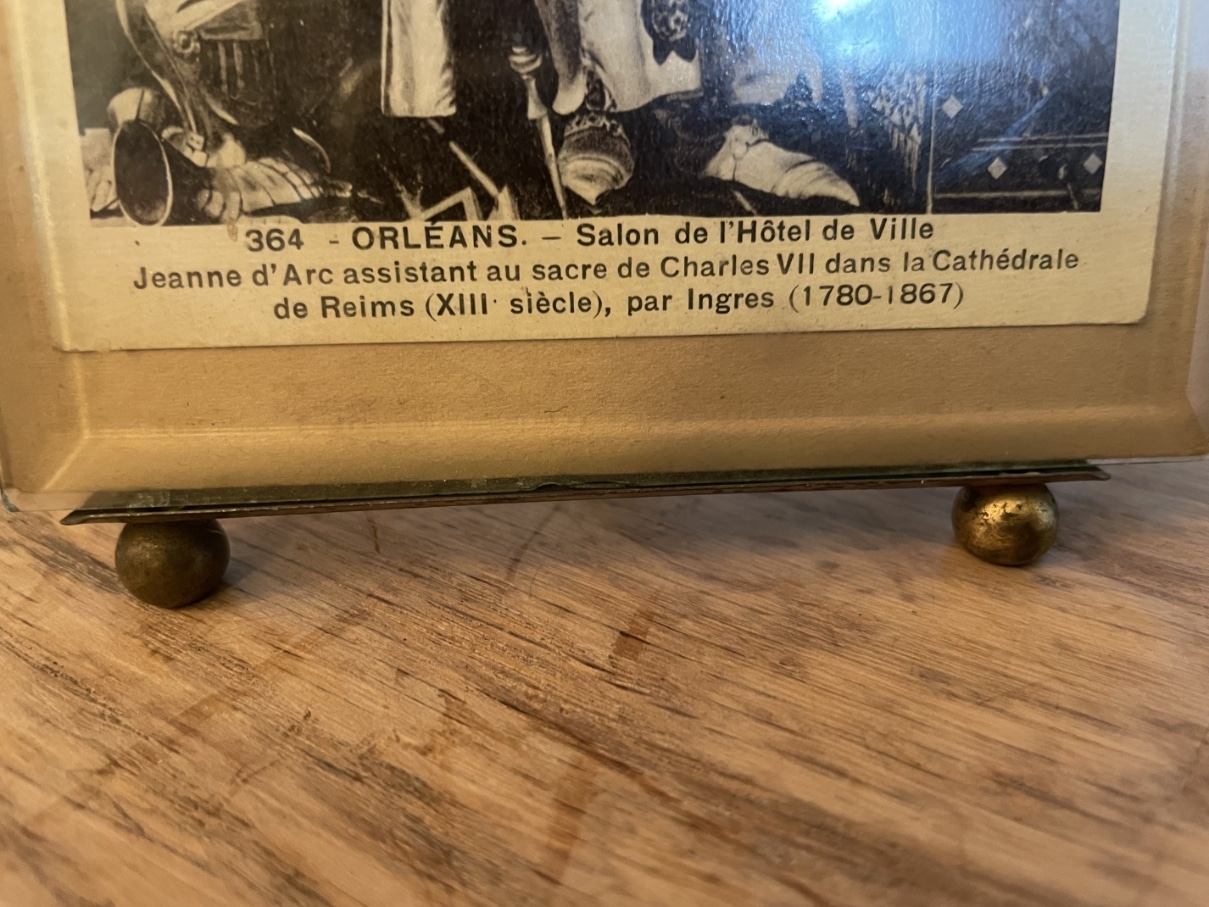 364 - ORLÉANS. — Salon de l'Hôtel de Ville
Jeanne d'Arc assistant au sacre de Charles VII dans la Cathédrale
de Reims (XIII· siècle), par Ingres (1780-1867)